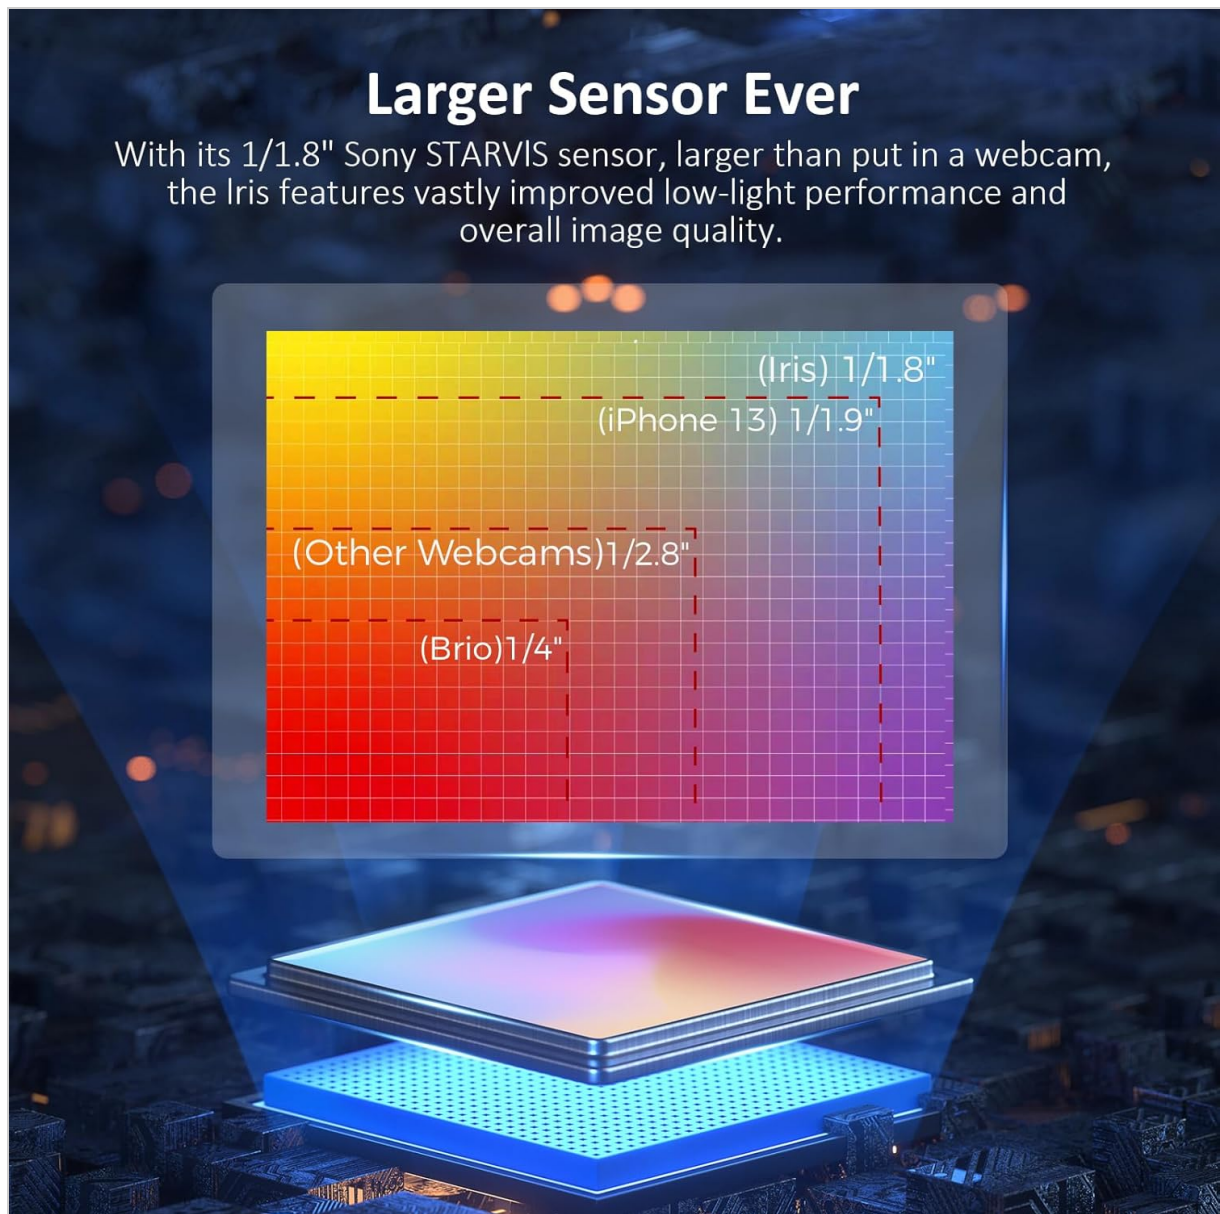 Larger Sensor Ever
With its 1/1.8" Sony STARVlS sensor, larger than put in a webcam,
the lris features vastly improved low-light performance and
overall image quality.
(Iris) 1/1.8"
(iPhone 13) 1/1.9"
(Other Webcams)1/2.8"
(Brio)1/4"